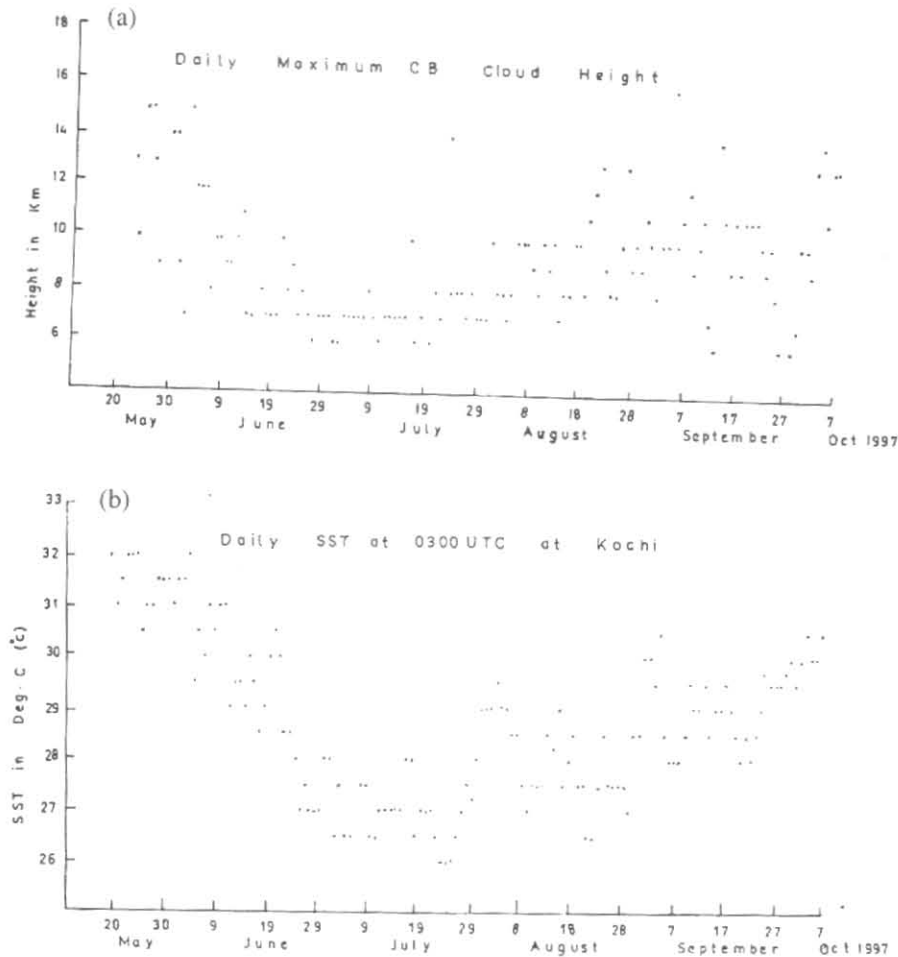 (a)
Daily Maximum CB Cloud Height
18
16
14
12
10
8
6
Height in Km
20 30 9 19 29 9 19 29 8 18 28 7 17 27 7
May June July August September Oct 1997
(b)
Daily SST at 0300 UTC at Kochi
33
32
31
30
29
28
27
26
SST in Deg. C (°c)
20 30 9 19 29 9 19 29 8 18 28 7 17 27 7
May June July August September Oct 1997